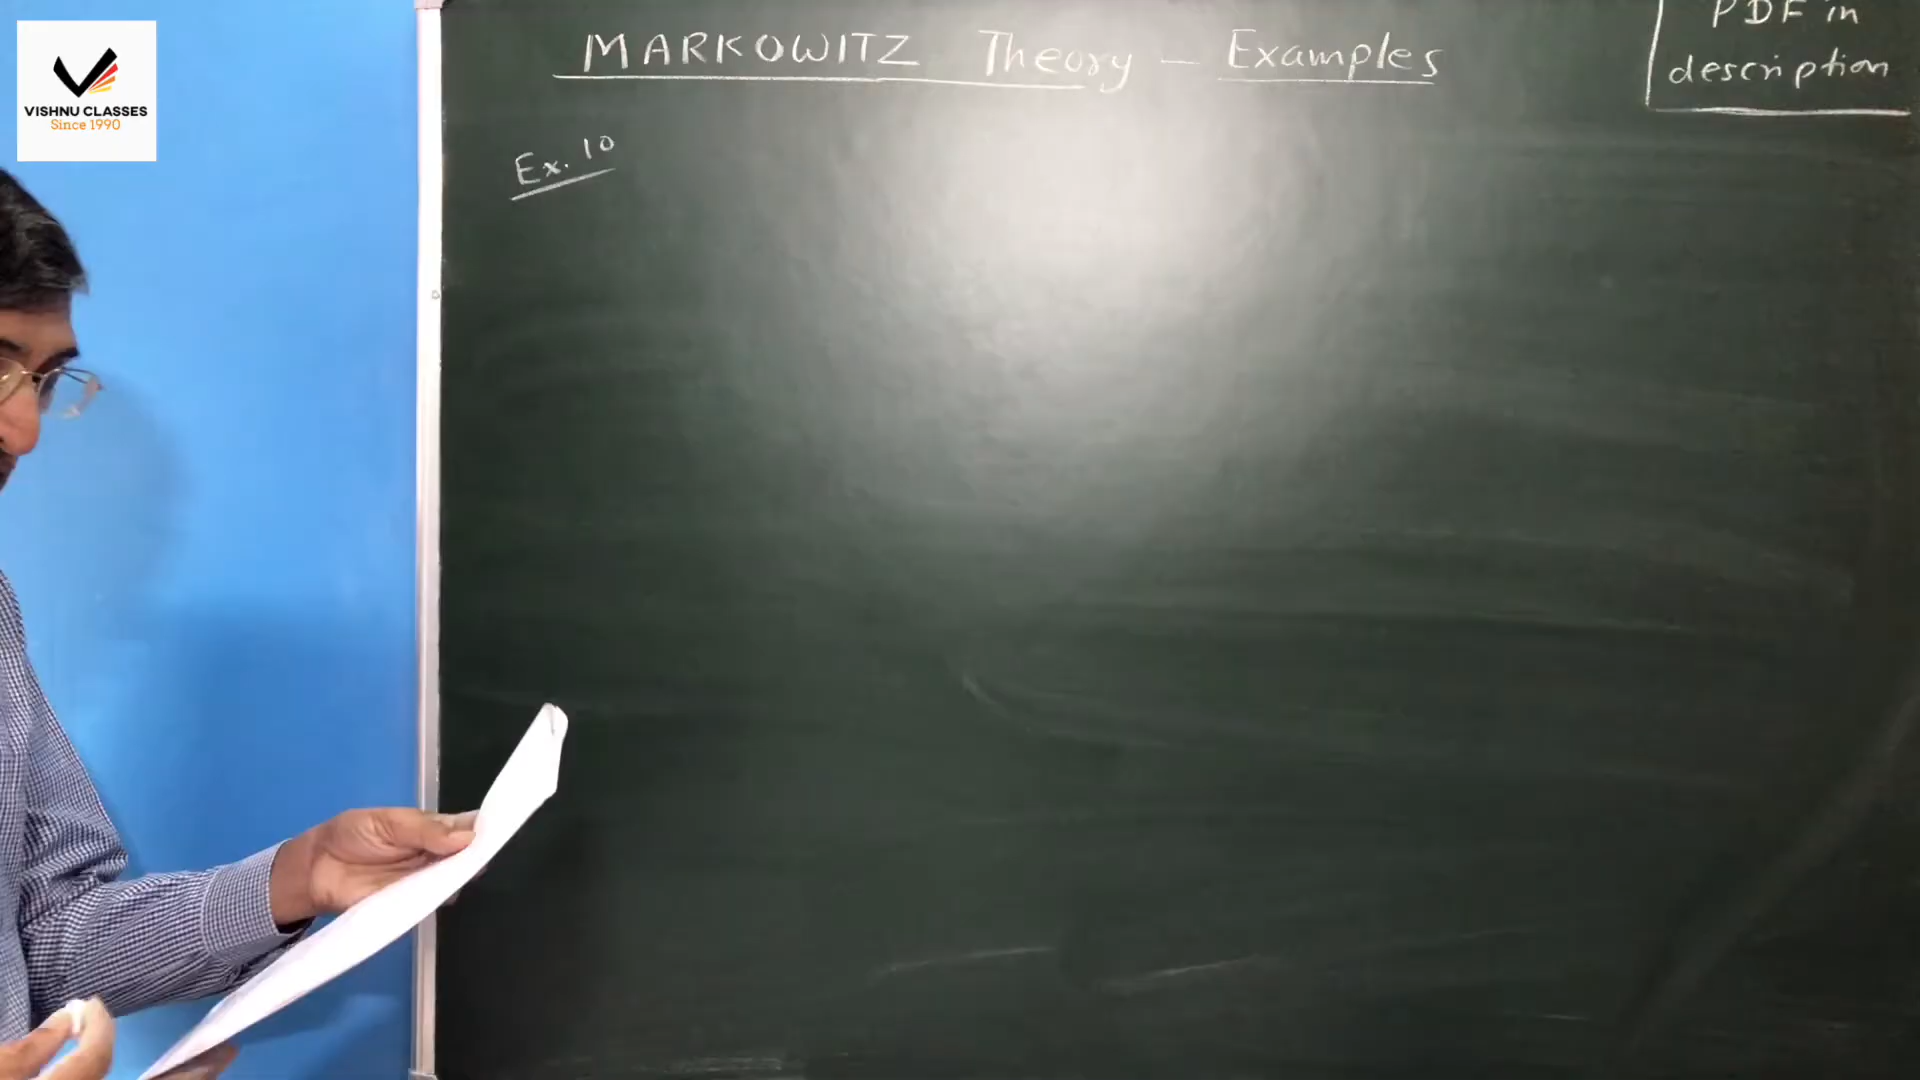 VISHNU CLASSES
Since 1990
MARKOWITZ Theory – Examples
PDF in
description
Ex. 10